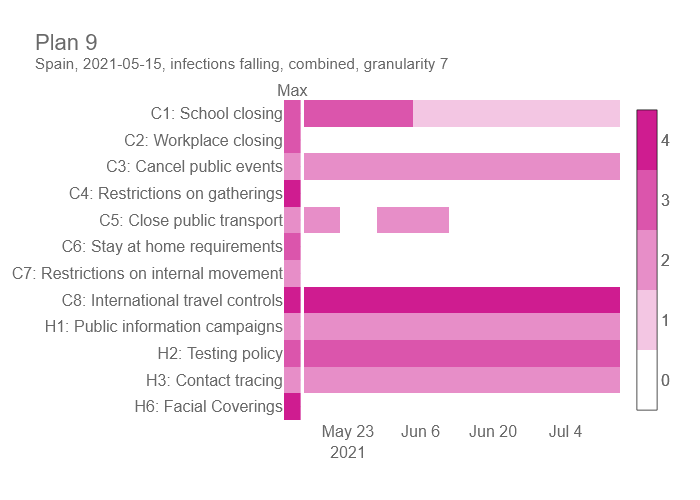 Plan 9
Spain, 2021-05-15, infections falling, combined, granularity 7
Max
C1: School closing
C2: Workplace closing
C3: Cancel public events
C4: Restrictions on gatherings
C5: Close public transport
C6: Stay at home requirements
C7: Restrictions on internal movement
C8: International travel controls
H1: Public information campaigns
H2: Testing policy
H3: Contact tracing
H6: Facial Coverings
4
3
2
1
0
May 23 Jun 6 Jun 20 Jul 4
2021